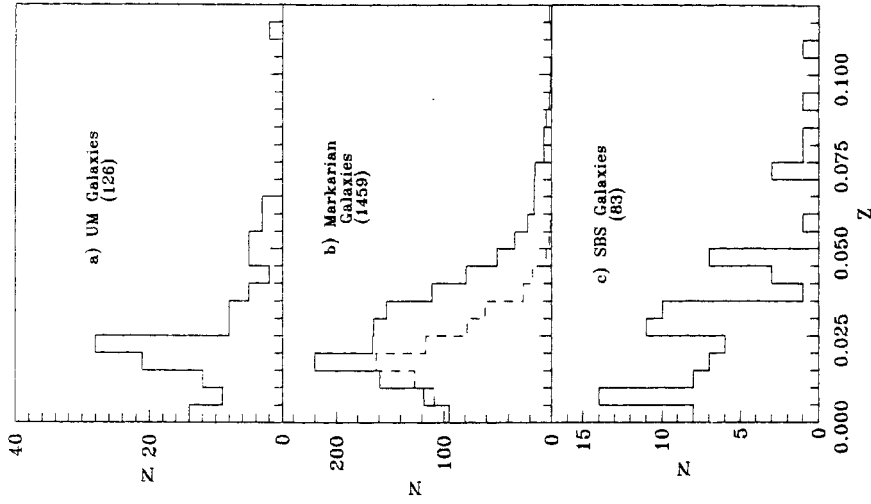 40
20
0
N
a) UM Galaxies
(126)
200
100
0
N
b) Markarian
Galaxies
(1459)
15
10
5
0
N
c) SBS Galaxies
(83)
0.000 0.025 0.050 0.075 0.100
Z